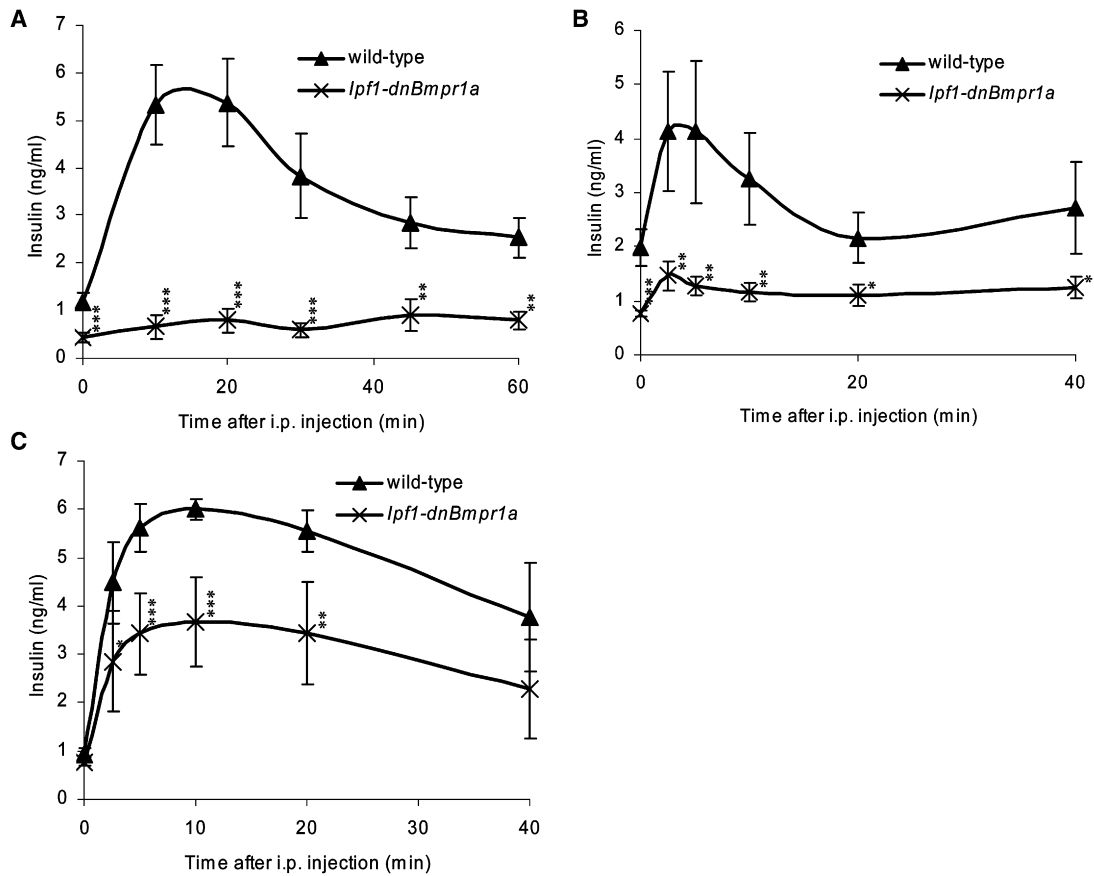 A
7
6
5
4
3
2
1
0
Insulin (ng/ml)
wild-type
Ipf1-dnBmpr1a
***
***
***
***
**
**
0 20 40 60
Time after i.p. injection (min)
B
6
5
4
3
2
1
0
Insulin (ng/ml)
wild-type
Ipf1-dnBmpr1a
***
**
**
**
*
*
0 20 40
Time after i.p. injection (min)
C
7
6
5
4
3
2
1
0
Insulin (ng/ml)
wild-type
Ipf1-dnBmpr1a
*
***
***
**
0 10 20 30 40
Time after i.p. injection (min)